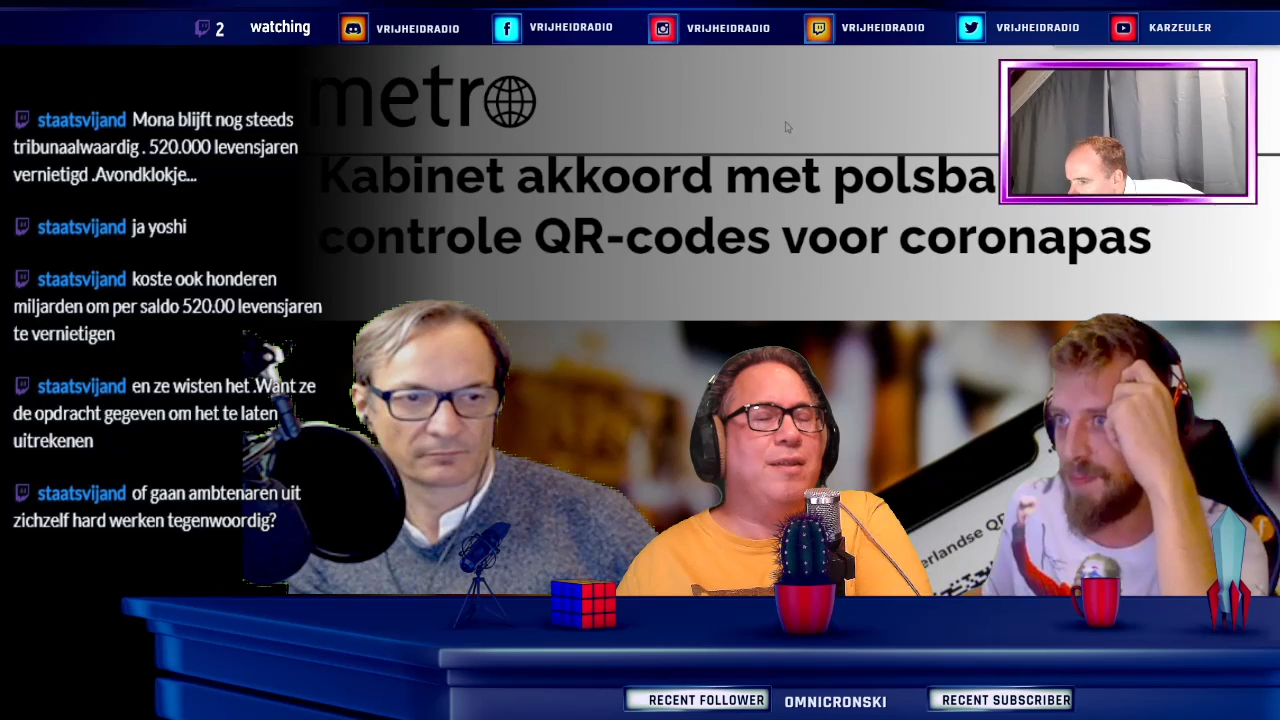 2 watching VRIJHEIDRADIO VRIJHEIDRADIO VRIJHEIDRADIO VRIJHEIDRADIO VRIJHEIDRADIO KARZEULER
metro
Kabinet akkoord met polsba
controle QR-codes voor coronapas
staatsvijand Mona blijft nog steeds
tribunaalwaardig . 520.000 levensjaren
vernietigd .Avondklokje...
staatsvijand ja yoshi
staatsvijand koste ook honderen
miljarden om per saldo 520.00 levensjaren
te vernietigen
staatsvijand en ze wisten het .Want ze
de opdracht gegeven om het te laten
uitrekenen
staatsvijand of gaan ambtenaren uit
zichzelf hard werken tegenwoordig?
erlandse QR
RECENT FOLLOWER OMNICRONSKI RECENT SUBSCRIBER